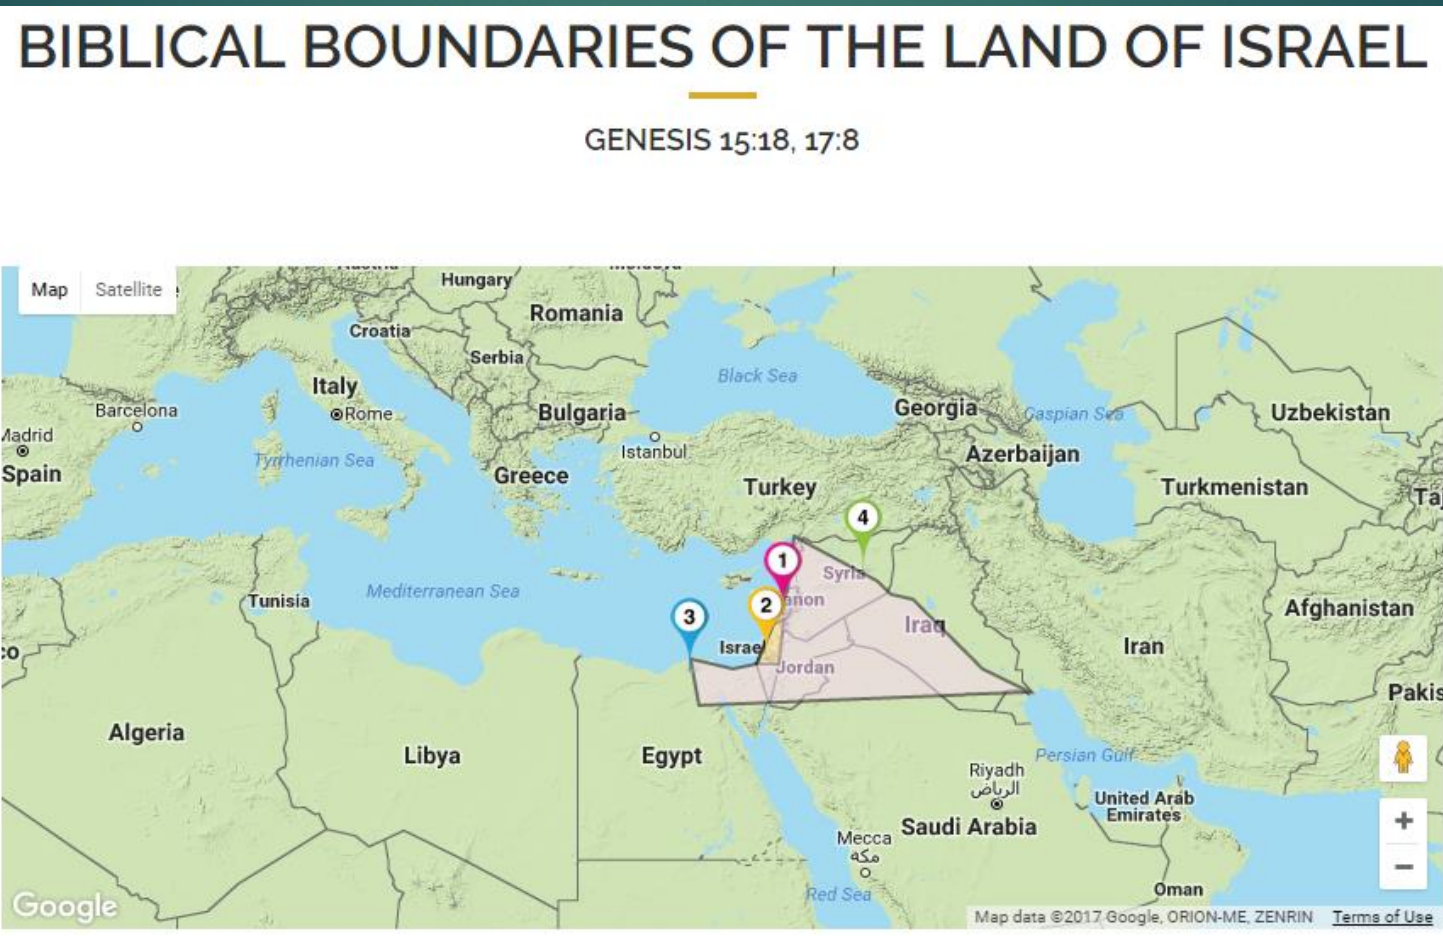 BIBLICAL BOUNDARIES OF THE LAND OF ISRAEL
GENESIS 15:18, 17:8
Map Satellite
Hungary
Romania
Croatia
Serbia
Black Sea
Italy
Rome
Barcelona
Bulgaria
Georgia
Caspian Sea
Uzbekistan
Madrid
Spain
Tyrrhenian Sea
Istanbul
Azerbaijan
Greece
Turkey
Turkmenistan
4
1
Syria
Mediterranean Sea
Tunisia
2
anon
3
Iraq
Afghanistan
Israel
Iran
Jordan
Pakis
Algeria
Libya
Egypt
Persian Gulf
Riyadh
الرياض
United Arab
Emirates
Saudi Arabia
Mecca
مكة
Red Sea
Oman
+
−
Google
Map data ©2017 Google, ORION-ME, ZENRIN Terms of Use